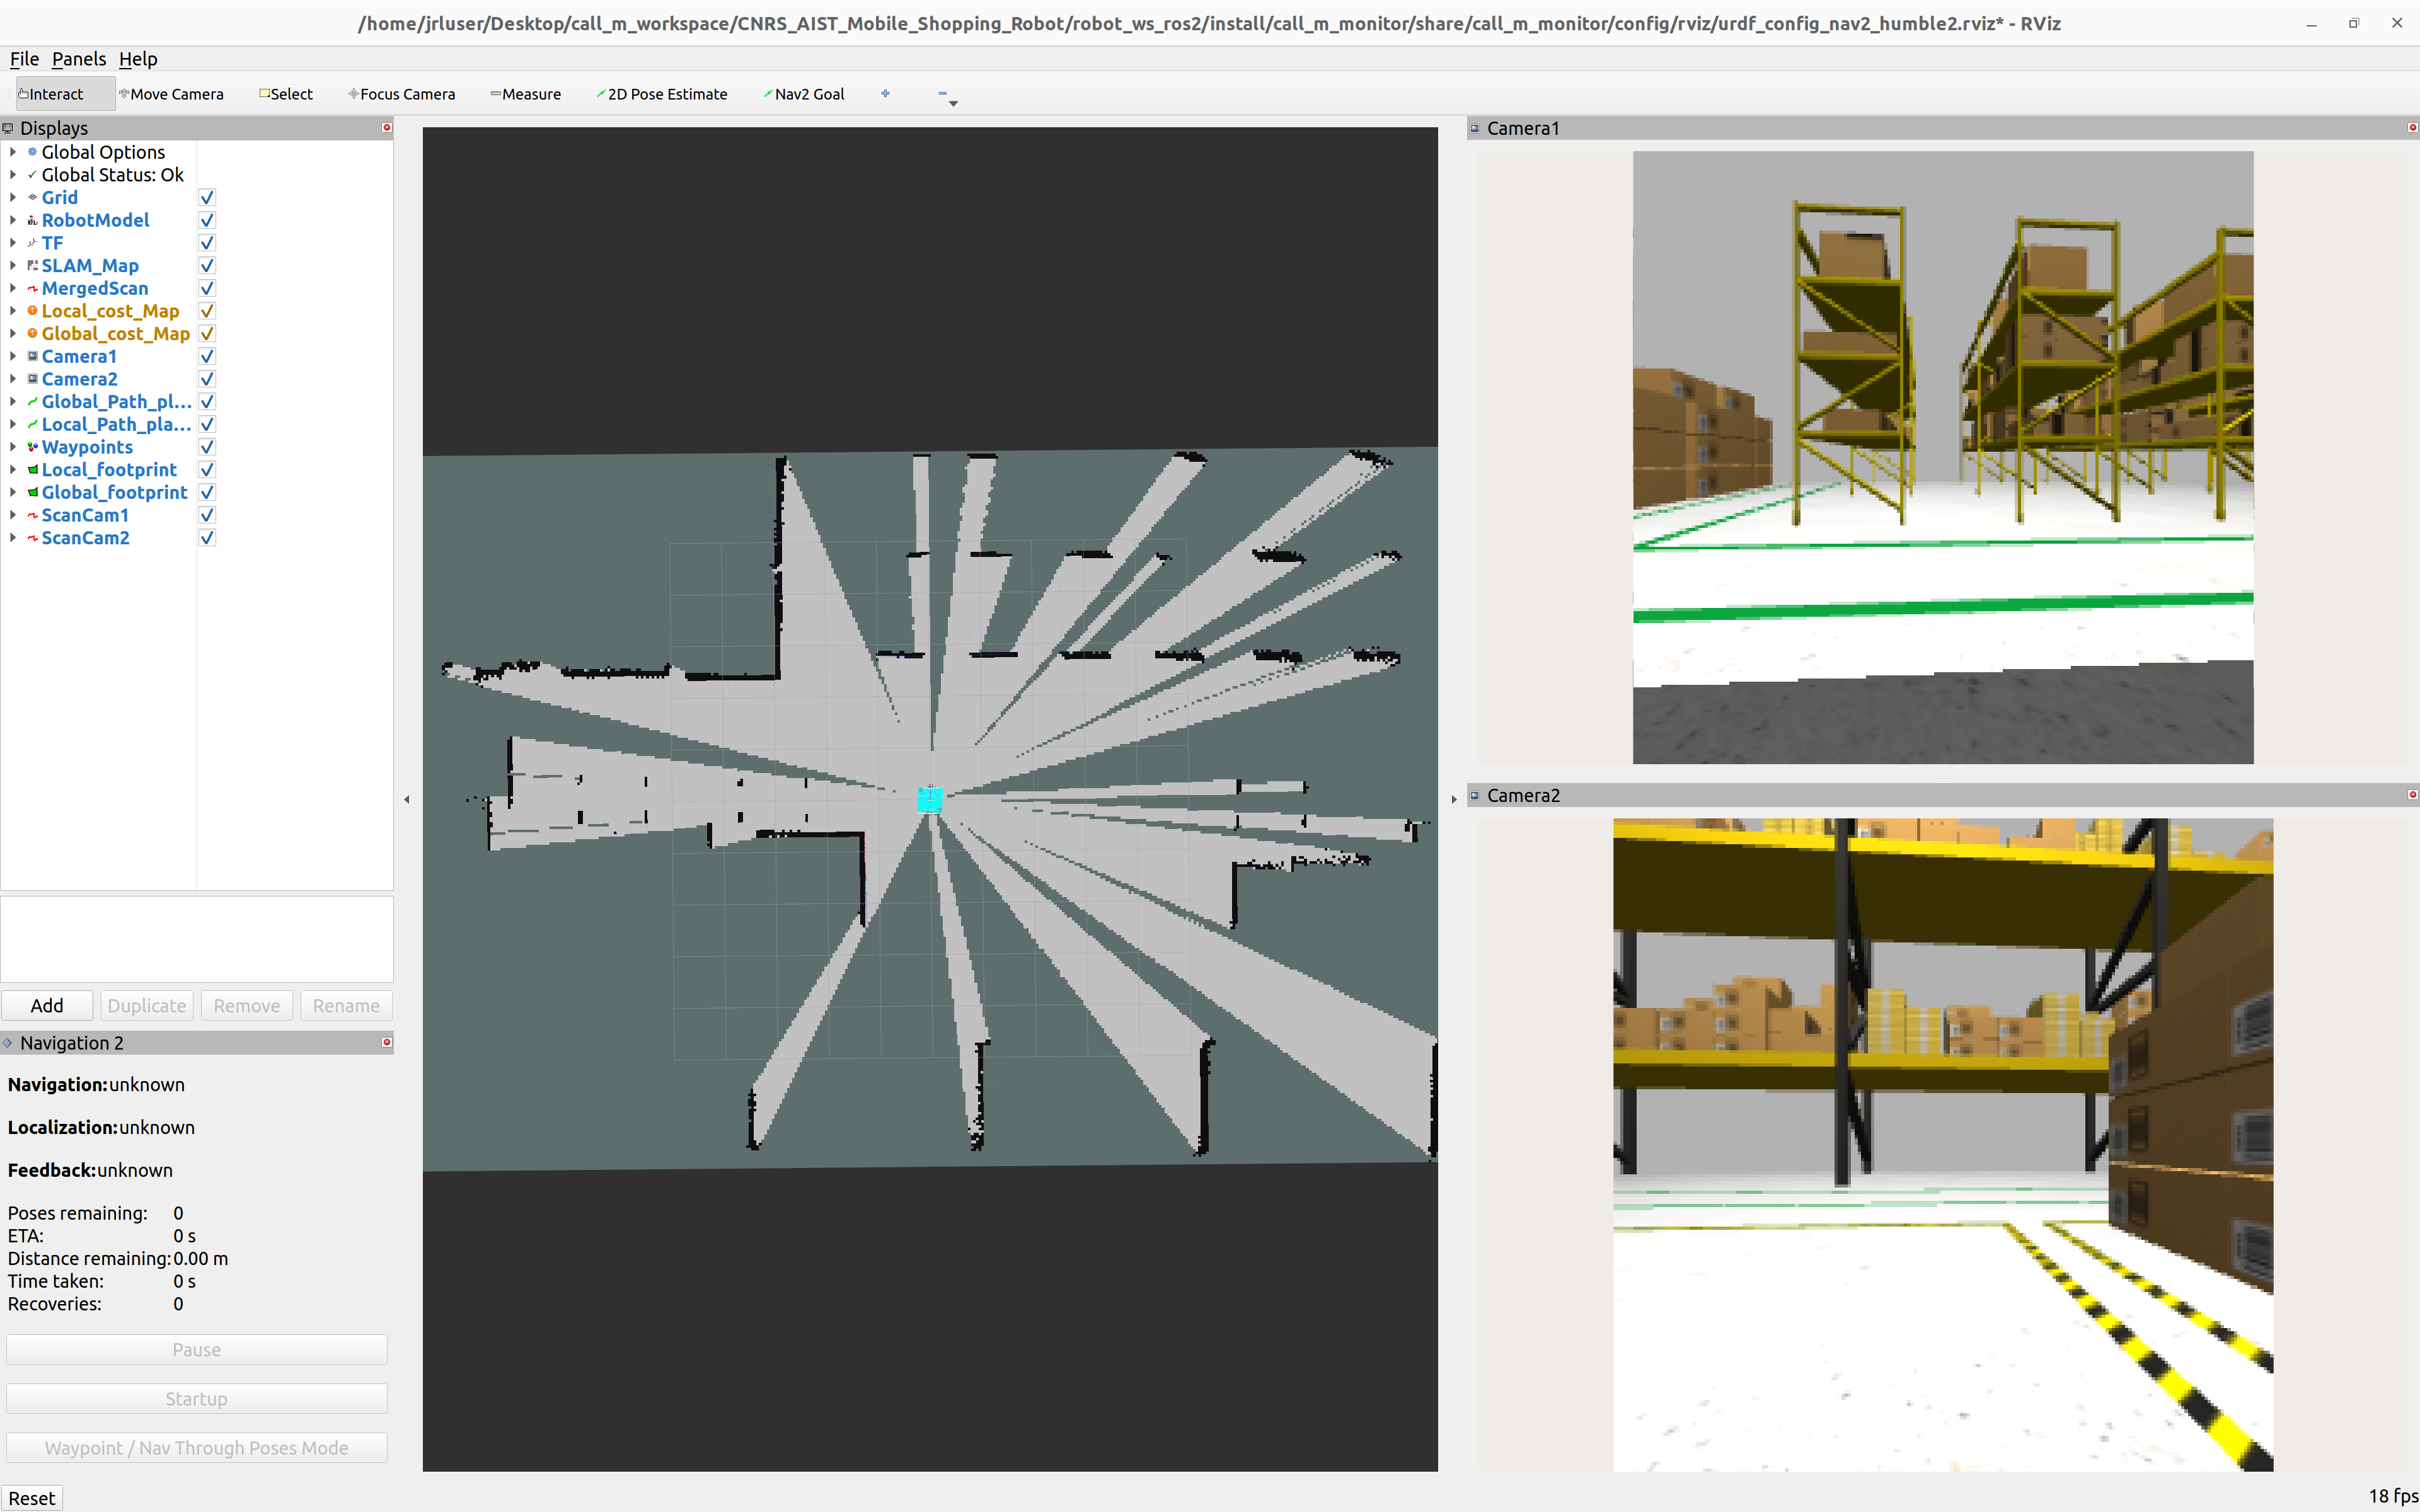 /home/jrluser/Desktop/call_m_workspace/CNRS_AIST_Mobile_Shopping_Robot/robot_ws_ros2/install/call_m_monitor/share/call_m_monitor/config/rviz/urdf_config_nav2_humble2.rviz* - RViz
File Panels Help
Interact Move Camera Select Focus Camera Measure 2D Pose Estimate Nav2 Goal
Displays
Global Options
Global Status: Ok
Grid
RobotModel
TF
SLAM_Map
MergedScan
Local_cost_Map
Global_cost_Map
Camera1
Camera2
Global_Path_pl...
Local_Path_pla...
Waypoints
Local_footprint
Global_footprint
ScanCam1
ScanCam2
Add Duplicate Remove Rename
Navigation 2
Navigation: unknown
Localization: unknown
Feedback: unknown
Poses remaining: 0
ETA: 0 s
Distance remaining: 0.00 m
Time taken: 0 s
Recoveries: 0
Pause
Startup
Waypoint / Nav Through Poses Mode
Reset
Camera1
Camera2
18 fps